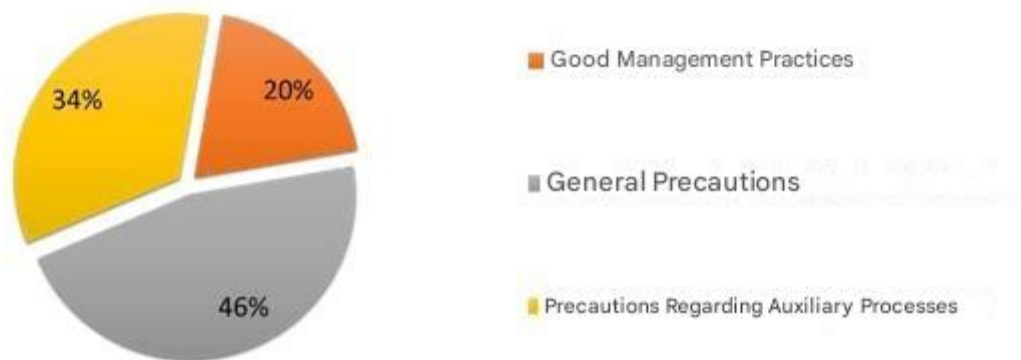 34%
20%
46%
Good Management Practices
General Precautions
Precautions Regarding Auxiliary Processes